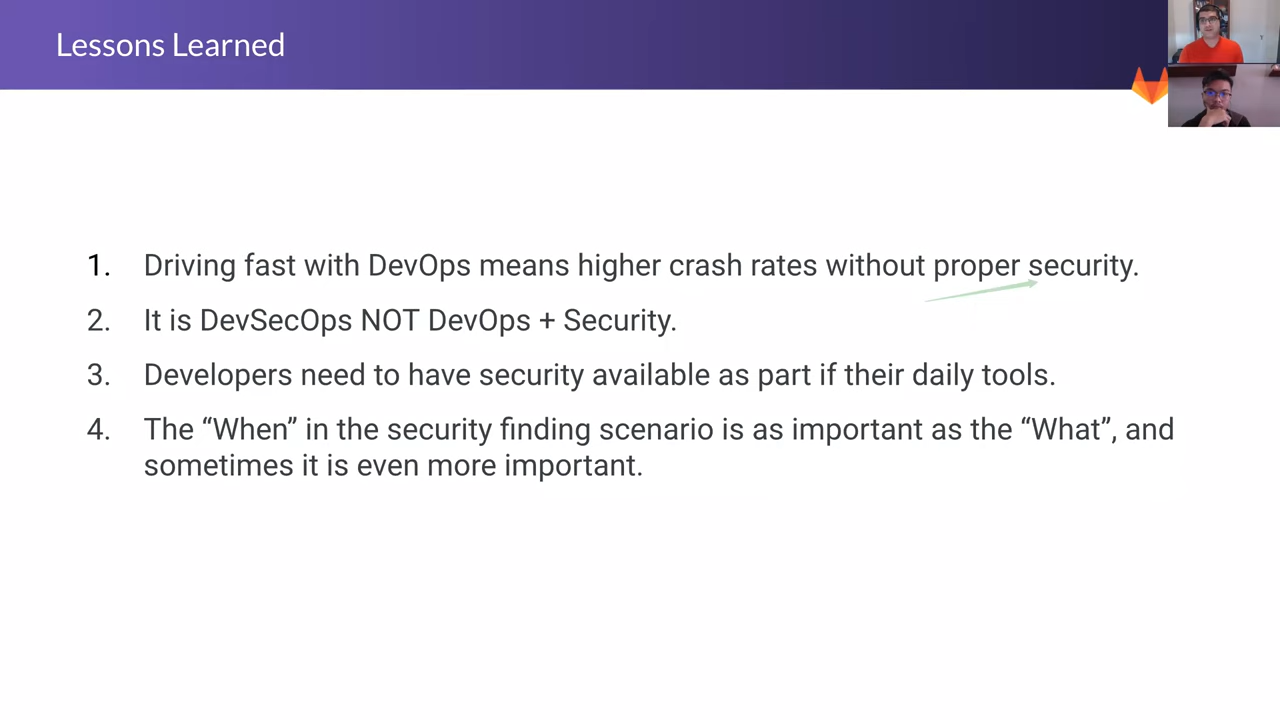 Lessons Learned
1. Driving fast with DevOps means higher crash rates without proper security.
2. It is DevSecOps NOT DevOps + Security.
3. Developers need to have security available as part if their daily tools.
4. The “When” in the security finding scenario is as important as the “What”, and
sometimes it is even more important.